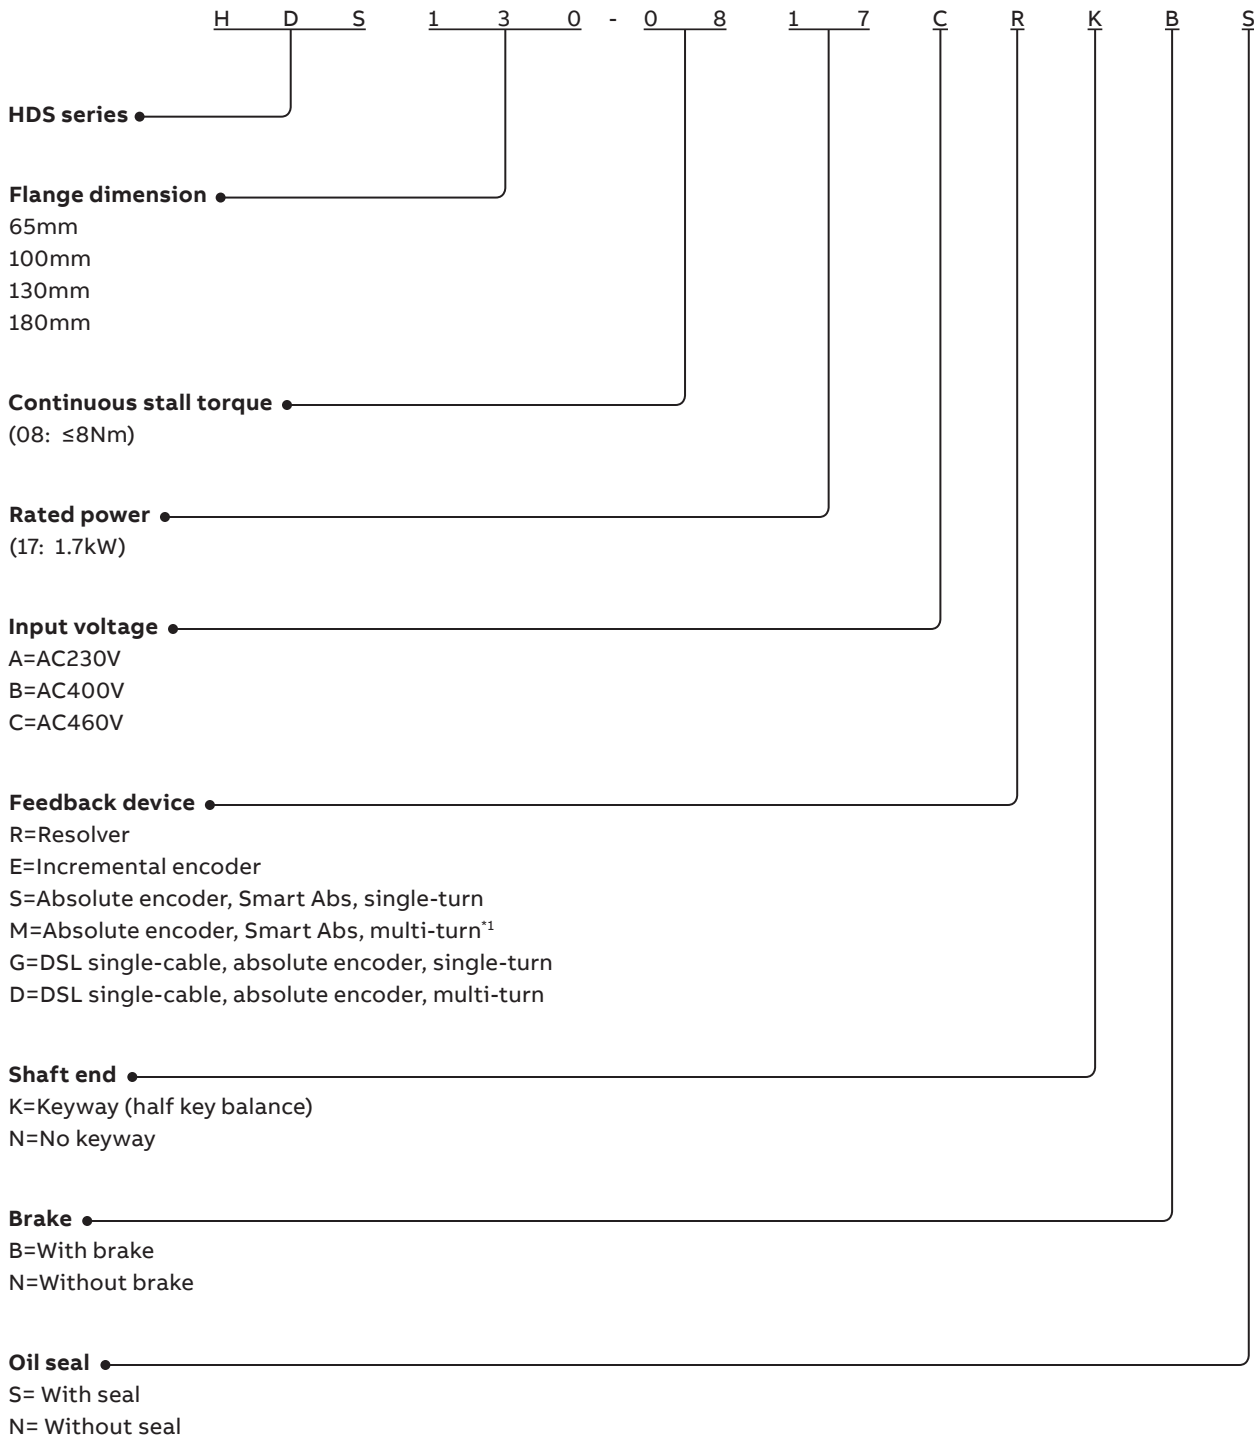 H D S 1 3 0 - 0 8 1 7 C R K B S
HDS series
Flange dimension
65mm
100mm
130mm
180mm
Continuous stall torque
(08: ≤8Nm)
Rated power
(17: 1.7kW)
Input voltage
A=AC230V
B=AC400V
C=AC460V
Feedback device
R=Resolver
E=Incremental encoder
S=Absolute encoder, Smart Abs, single-turn
M=Absolute encoder, Smart Abs, multi-turn*1
G=DSL single-cable, absolute encoder, single-turn
D=DSL single-cable, absolute encoder, multi-turn
Shaft end
K=Keyway (half key balance)
N=No keyway
Brake
B=With brake
N=Without brake
Oil seal
S= With seal
N= Without seal